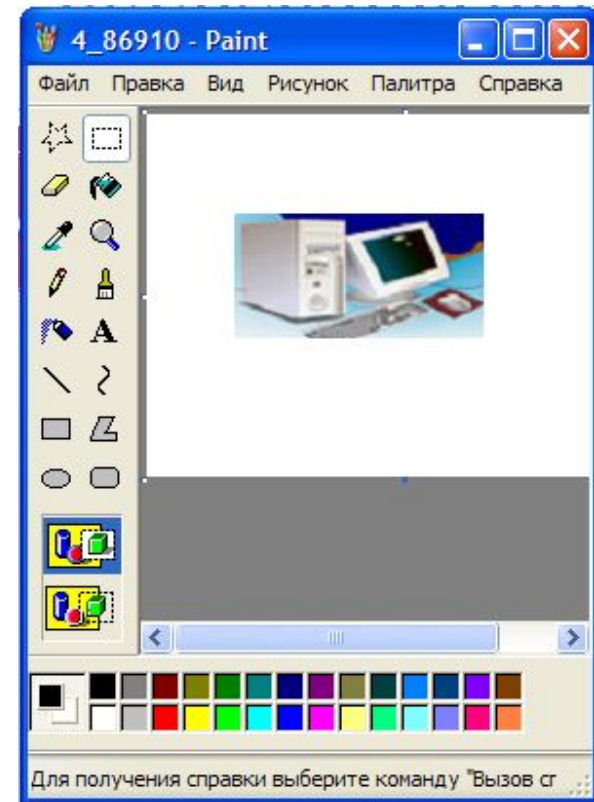 4_86910 - Paint
Файл Правка Вид Рисунок Палитра Справка
A
Для получения справки выберите команду "Вызов сг